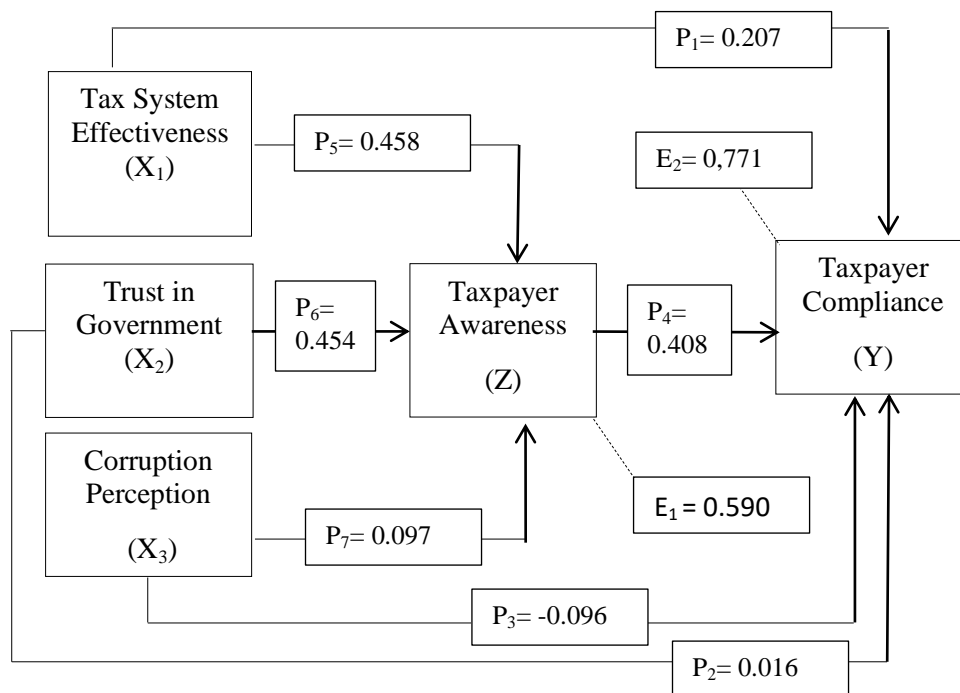 P₁= 0.207
Tax System
Effectiveness
(X₁)
P₅= 0.458
E₂= 0,771
Trust in
Government
(X₂)
P₆=
0.454
Taxpayer
Awareness
(Z)
P₄=
0.408
Taxpayer
Compliance
(Y)
Corruption
Perception
(X₃)
P₇= 0.097
E₁ = 0.590
P₃= -0.096
P₂= 0.016